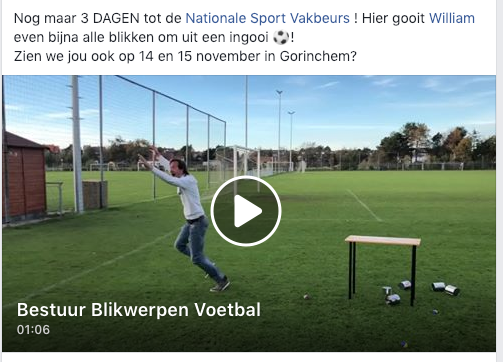 Nog maar 3 DAGEN tot de Nationale Sport Vakbeurs ! Hier gooit William
even bijna alle blikken om uit een ingooi ⚽!
Zien we jou ook op 14 en 15 november in Gorinchem?
Bestuur Blikwerpen Voetbal
01:06